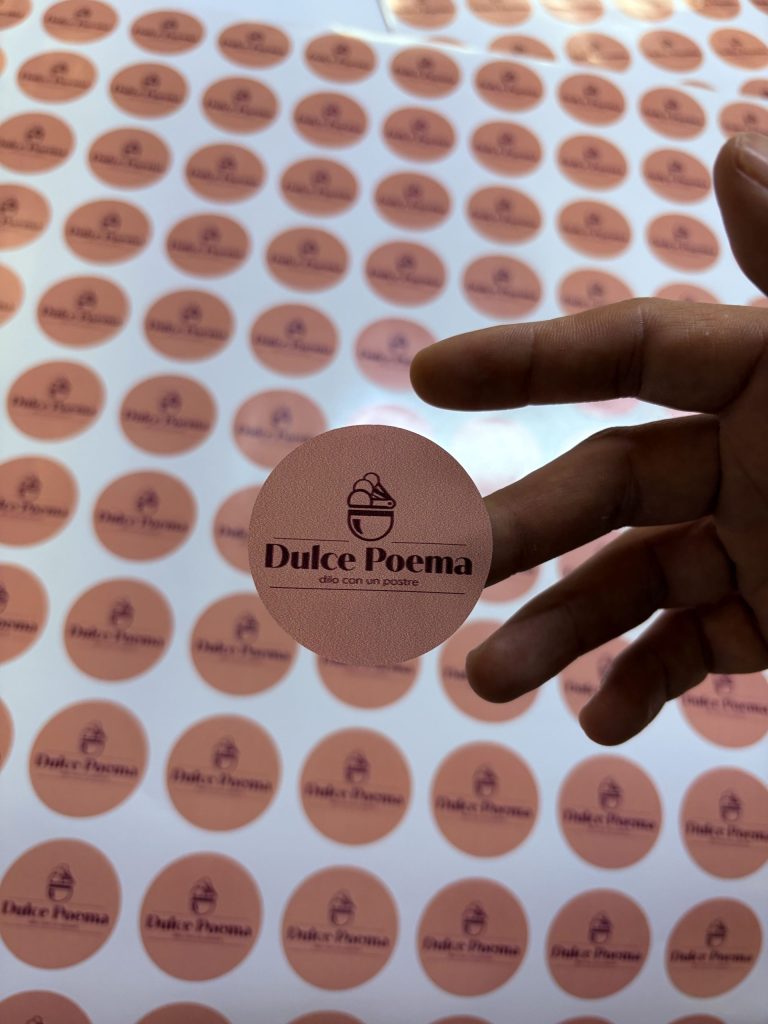 Dulce Poema
dilo con un postre